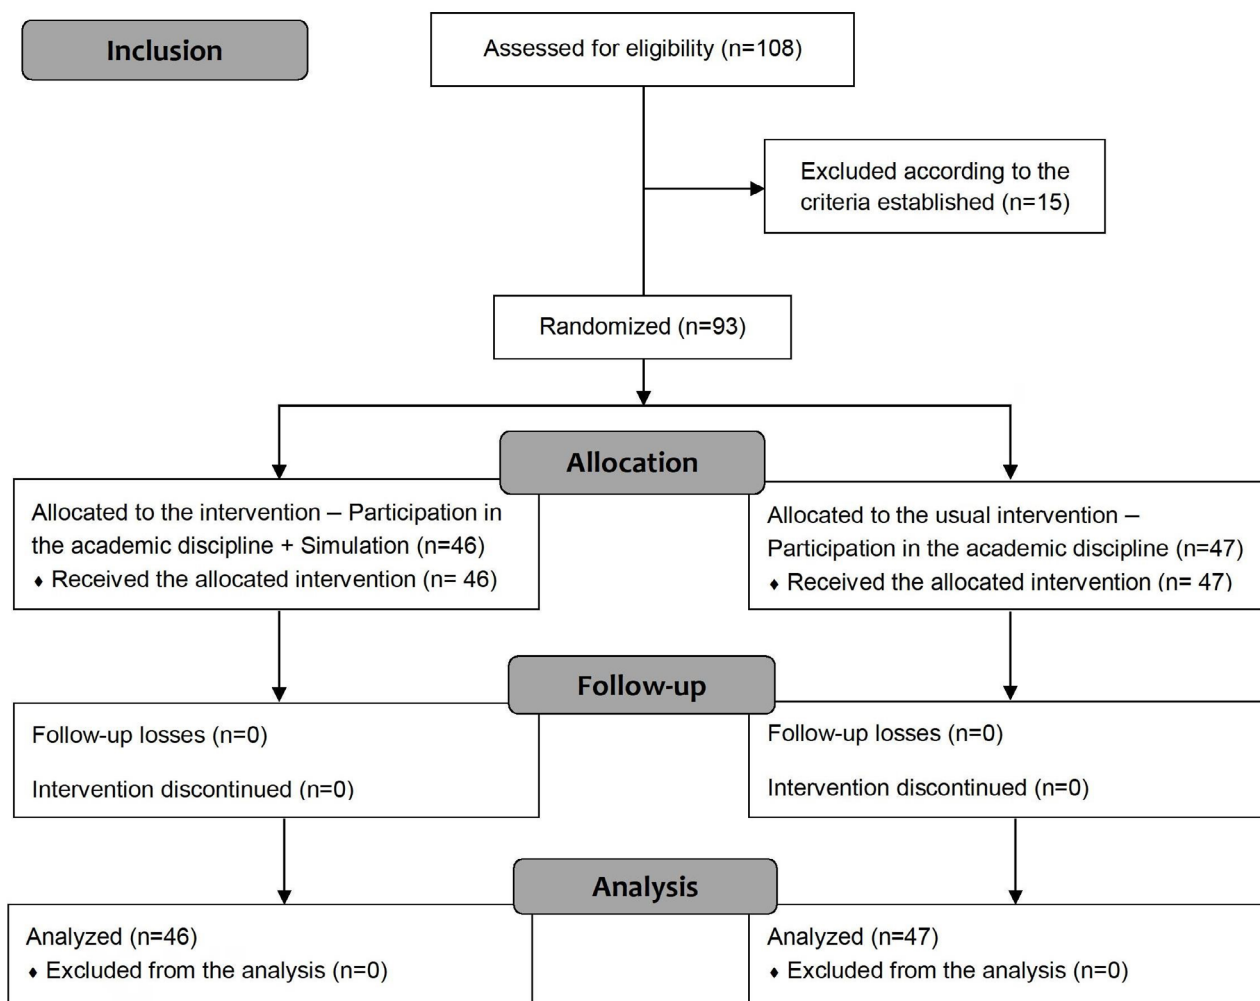 Inclusion
Assessed for eligibility (n=108)
Excluded according to the
criteria established (n=15)
Randomized (n=93)
Allocation
Allocated to the intervention – Participation in
the academic discipline + Simulation (n=46)
♦ Received the allocated intervention (n= 46)
Allocated to the usual intervention –
Participation in the academic discipline (n=47)
♦ Received the allocated intervention (n= 47)
Follow-up
Follow-up losses (n=0)
Intervention discontinued (n=0)
Follow-up losses (n=0)
Intervention discontinued (n=0)
Analysis
Analyzed (n=46)
♦ Excluded from the analysis (n=0)
Analyzed (n=47)
♦ Excluded from the analysis (n=0)